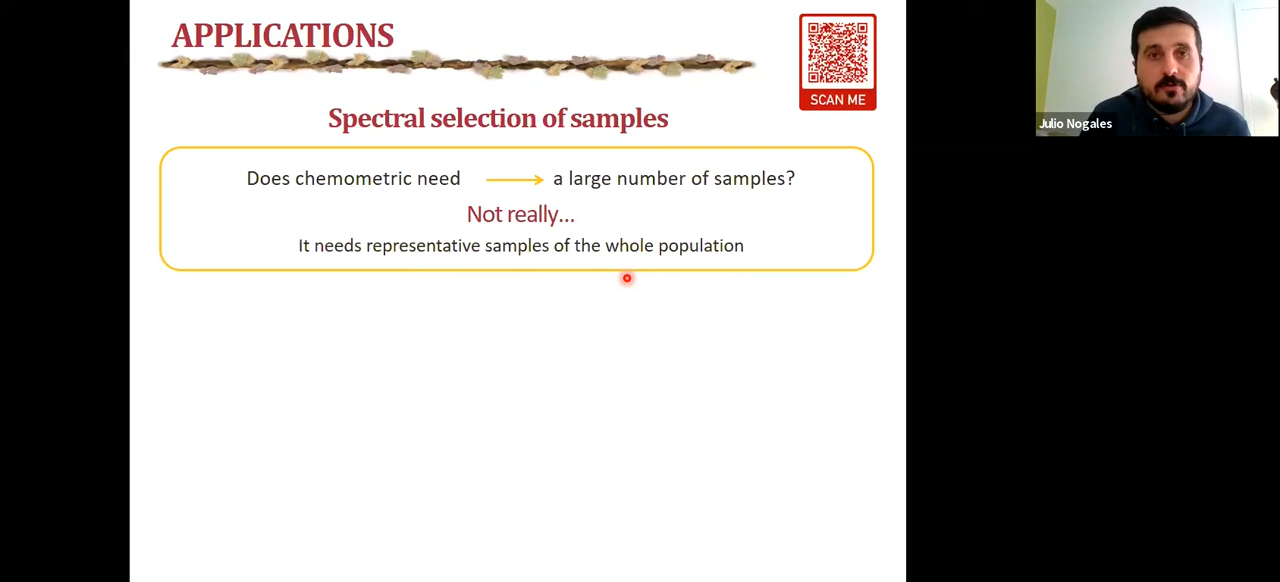 APPLICATIONS
SCAN ME
Spectral selection of samples
Does chemometric need → a large number of samples?
Not really...
It needs representative samples of the whole population
Julio Nogales